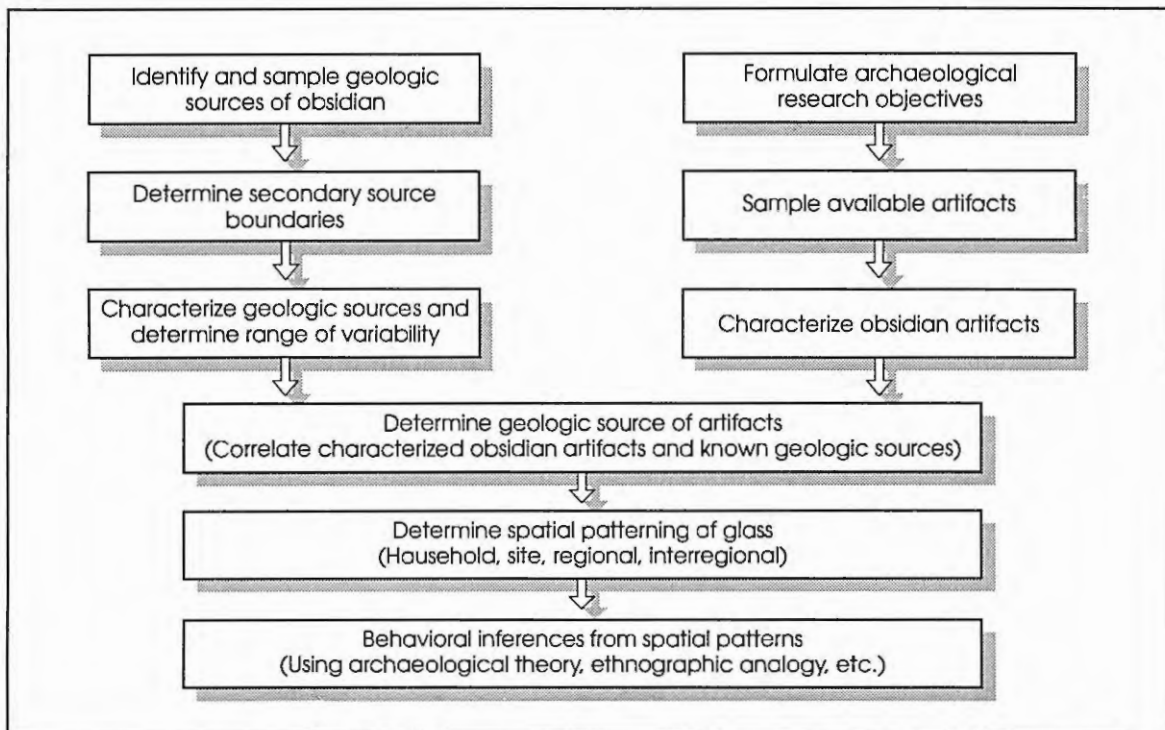 Identify and sample geologic
sources of obsidian
Determine secondary source
boundaries
Characterize geologic sources and
determine range of variability
Formulate archaeological
research objectives
Sample available artifacts
Characterize obsidian artifacts
Determine geologic source of artifacts
(Correlate characterized obsidian artifacts and known geologic sources)
Determine spatial patterning of glass
(Household, site, regional, interregional)
Behavioral inferences from spatial patterns
(Using archaeological theory, ethnographic analogy, etc.)